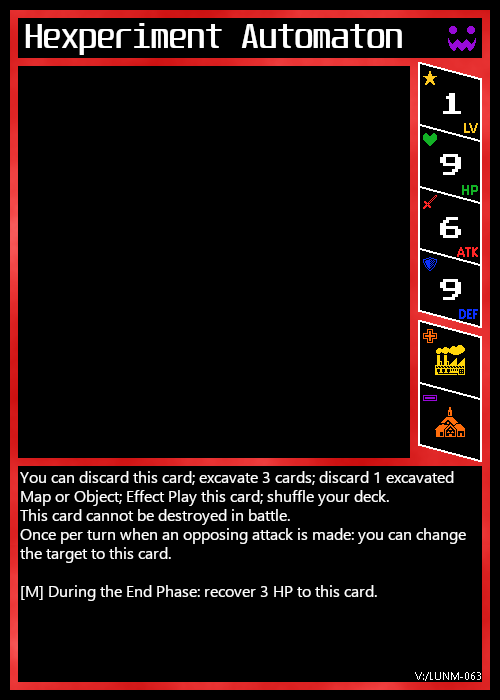 Hexperiment Automaton
1
LV
9
HP
6
ATK
9
DEF
You can discard this card; excavate 3 cards; discard 1 excavated
Map or Object; Effect Play this card; shuffle your deck.
This card cannot be destroyed in battle.
Once per turn when an opposing attack is made: you can change
the target to this card.
[M] During the End Phase: recover 3 HP to this card.
V:/LUNM-063